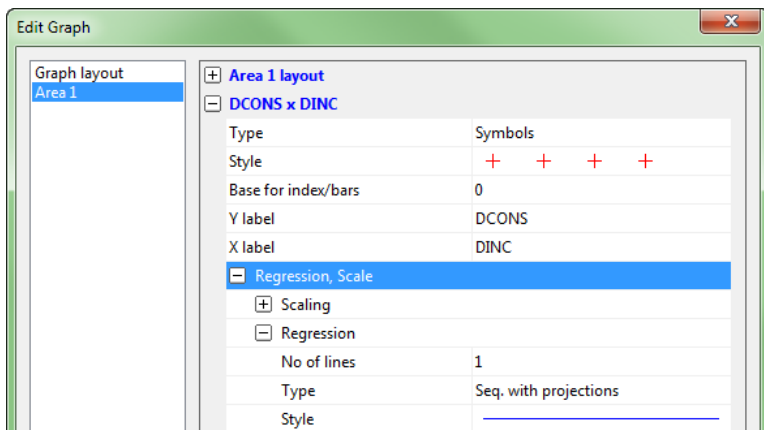 Edit Graph
Graph layout
Area 1
Area 1 layout
DCONS x DINC
Type Symbols
Style
Base for index/bars 0
Y label DCONS
X label DINC
Regression, Scale
Scaling
Regression
No of lines 1
Type Seq. with projections
Style